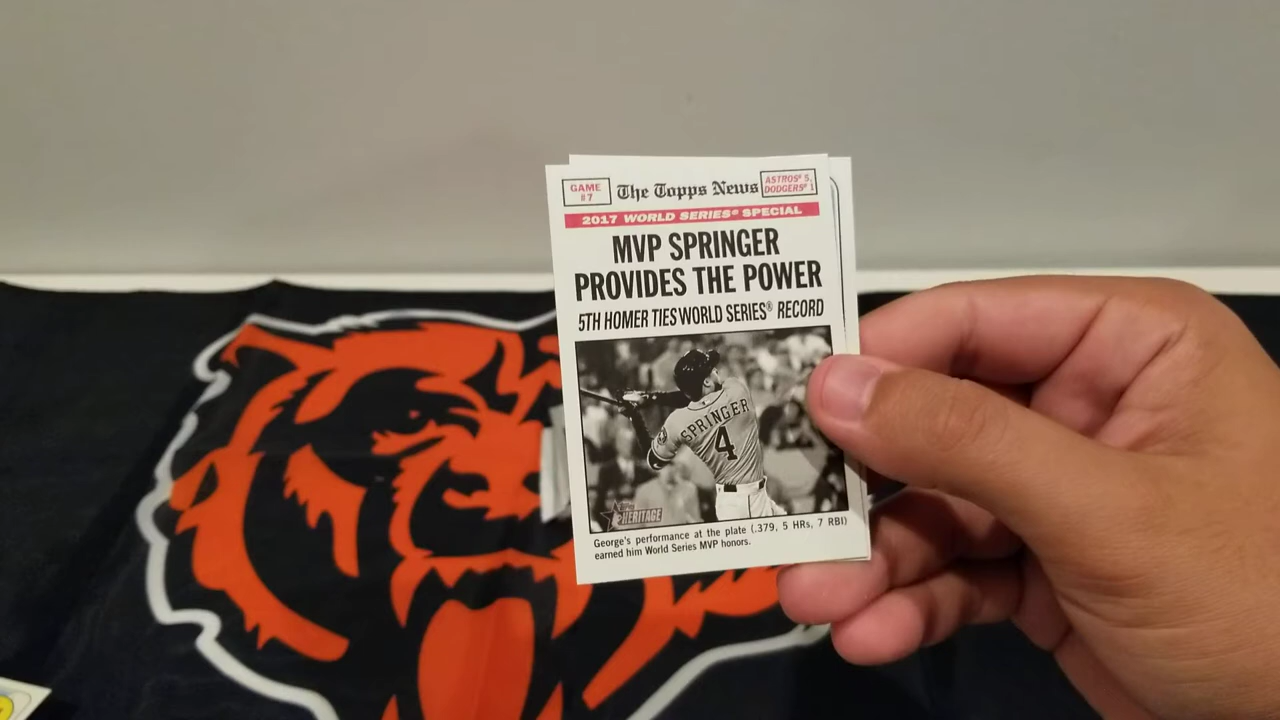 GAME
#7
The Topps News
ASTROS® 5,
DODGERS® 1
2017 WORLD SERIES® SPECIAL
MVP SPRINGER
PROVIDES THE POWER
5TH HOMER TIES WORLD SERIES® RECORD
SPRINGER
4
TOPPS
HERITAGE
George's performance at the plate (.379, 5 HRs, 7 RBI)
earned him World Series MVP honors.